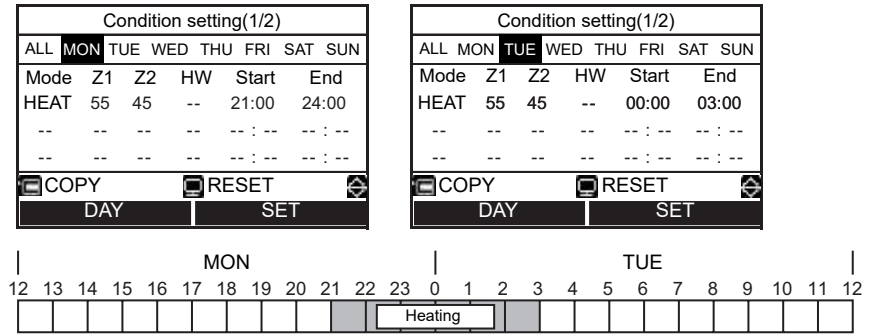 Condition setting(1/2)
ALL MON TUE WED THU FRI SAT SUN
Mode Z1 Z2 HW Start End
HEAT 55 45 -- 21:00 24:00
-- -- -- -- -- : -- -- : --
-- -- -- -- -- : -- -- : --
COPY RESET
DAY SET
Condition setting(1/2)
ALL MON TUE WED THU FRI SAT SUN
Mode Z1 Z2 HW Start End
HEAT 55 45 -- 00:00 03:00
-- -- -- -- -- : -- -- : --
-- -- -- -- -- : -- -- : --
COPY RESET
DAY SET
MON TUE
12 13 14 15 16 17 18 19 20 21 22 23 0 1 2 3 4 5 6 7 8 9 10 11 12
Heating